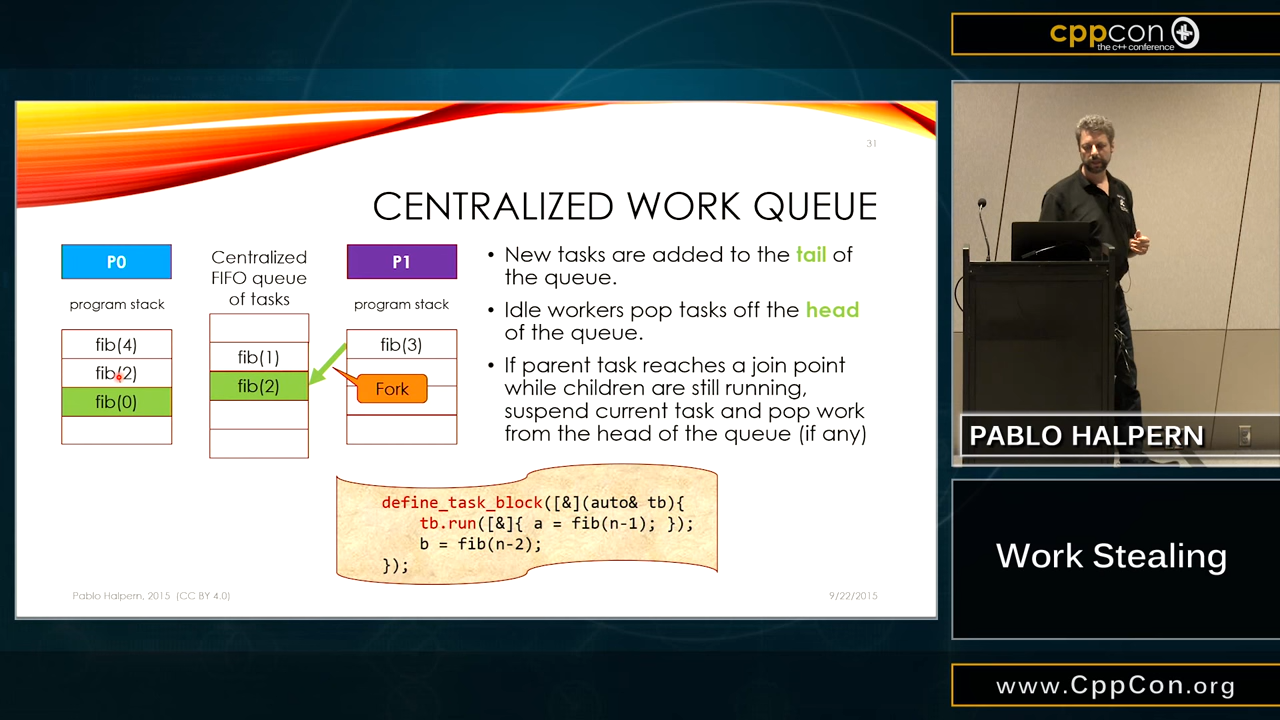 cppcon
the c++ conference
31
CENTRALIZED WORK QUEUE
P0
program stack
fib(4)
fib(2)
fib(0)
Centralized
FIFO queue
of tasks
fib(1)
fib(2)
P1
program stack
fib(3)
Fork
• New tasks are added to the tail of
the queue.
• Idle workers pop tasks off the head
of the queue.
• If parent task reaches a join point
while children are still running,
suspend current task and pop work
from the head of the queue (if any)
define_task_block([&](auto& tb){
tb.run([&]{ a = fib(n-1); });
b = fib(n-2);
});
Pablo Halpern, 2015 (CC BY 4.0)
9/22/2015
PABLO HALPERN
Work Stealing
www.CppCon.org